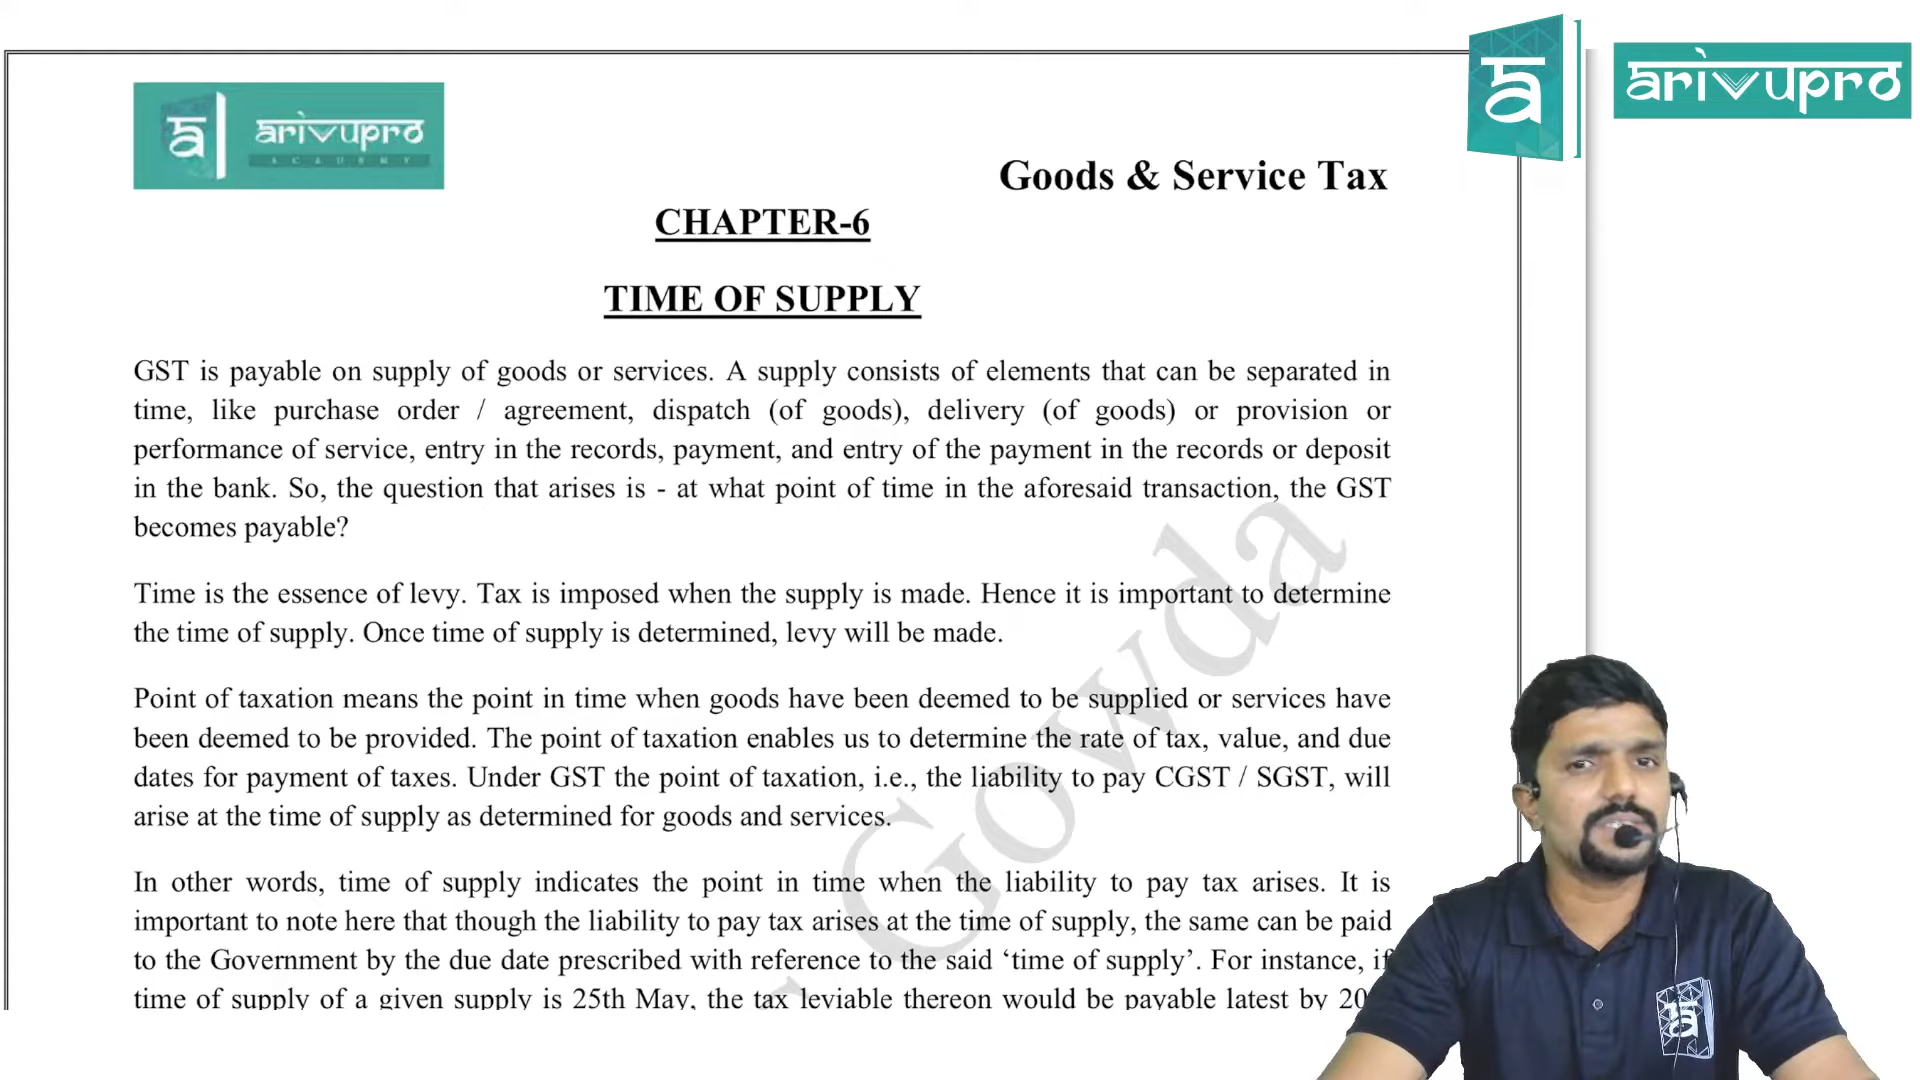 arivupro
arivupro
ACADEMY
Goods & Service Tax
CHAPTER-6
TIME OF SUPPLY
GST is payable on supply of goods or services. A supply consists of elements that can be separated in
time, like purchase order / agreement, dispatch (of goods), delivery (of goods) or provision or
performance of service, entry in the records, payment, and entry of the payment in the records or deposit
in the bank. So, the question that arises is - at what point of time in the aforesaid transaction, the GST
becomes payable?
Time is the essence of levy. Tax is imposed when the supply is made. Hence it is important to determine
the time of supply. Once time of supply is determined, levy will be made.
Point of taxation means the point in time when goods have been deemed to be supplied or services have
been deemed to be provided. The point of taxation enables us to determine the rate of tax, value, and due
dates for payment of taxes. Under GST the point of taxation, i.e., the liability to pay CGST / SGST, will
arise at the time of supply as determined for goods and services.
In other words, time of supply indicates the point in time when the liability to pay tax arises. It is
important to note here that though the liability to pay tax arises at the time of supply, the same can be paid
to the Government by the due date prescribed with reference to the said ‘time of supply’. For instance, if
time of supply of a given supply is 25th May, the tax leviable thereon would be payable latest by 20
Gowda